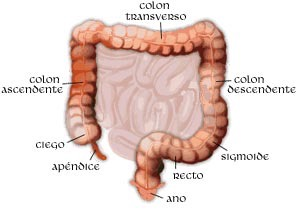 COLON
TRANSVERSO
COLON
ASCENDENTE
COLON
DESCENDENTE
CIEGO
APÉNDICE
SIGMOIDE
RECTO
ANO